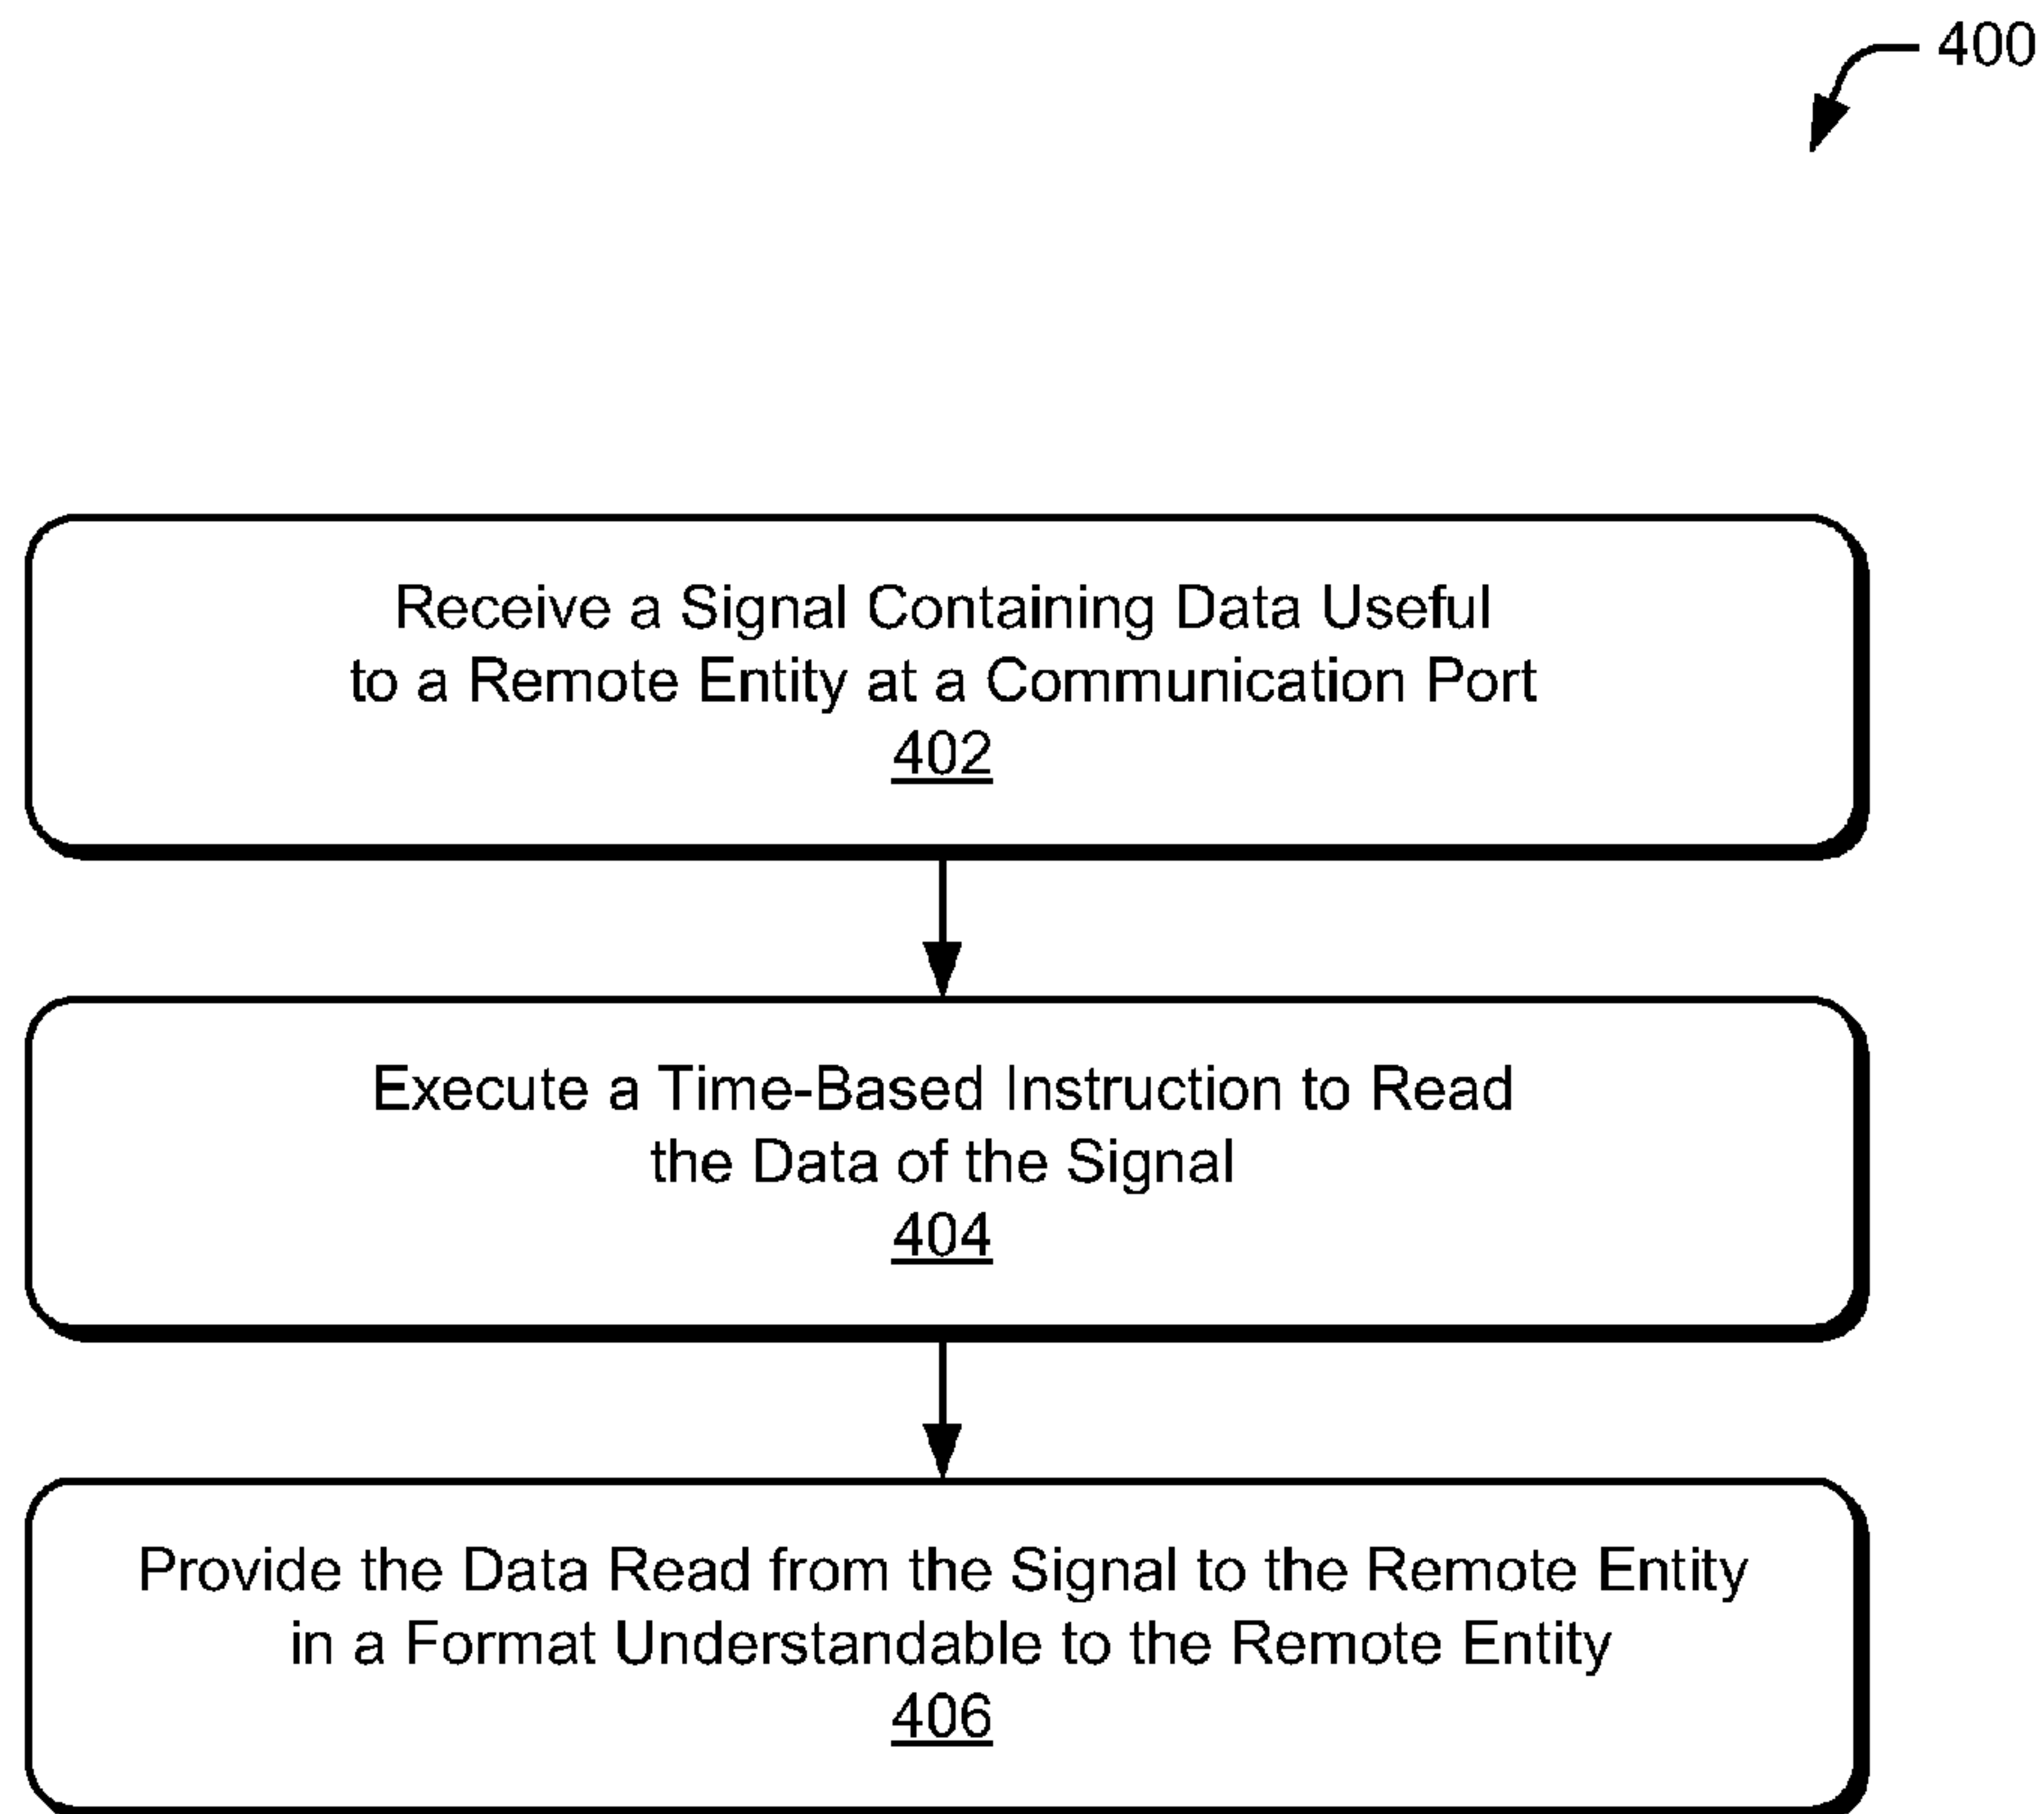 400
Receive a Signal Containing Data Useful
to a Remote Entity at a Communication Port
402
Execute a Time-Based Instruction to Read
the Data of the Signal
404
Provide the Data Read from the Signal to the Remote Entity
in a Format Understandable to the Remote Entity
406